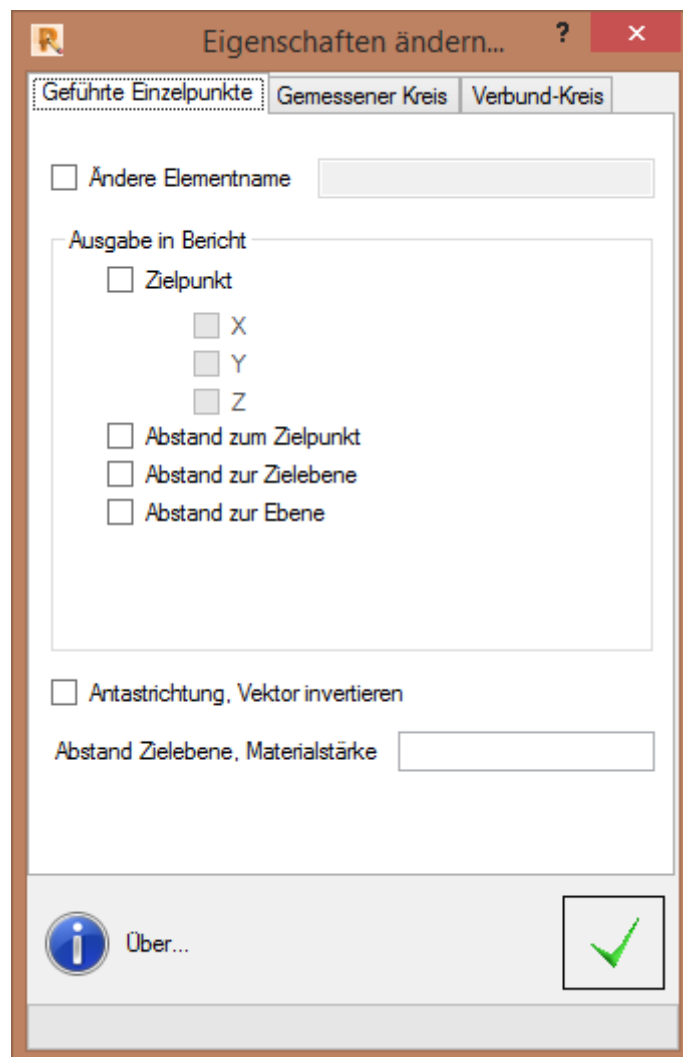 Eigenschaften ändern... ?
Geführte Einzelpunkte Gemessener Kreis Verbund-Kreis
Ändere Elementname
Ausgabe in Bericht
Zielpunkt
X
Y
Z
Abstand zum Zielpunkt
Abstand zur Zielebene
Abstand zur Ebene
Antastrichtung, Vektor invertieren
Abstand Zielebene, Materialstärke
Über...